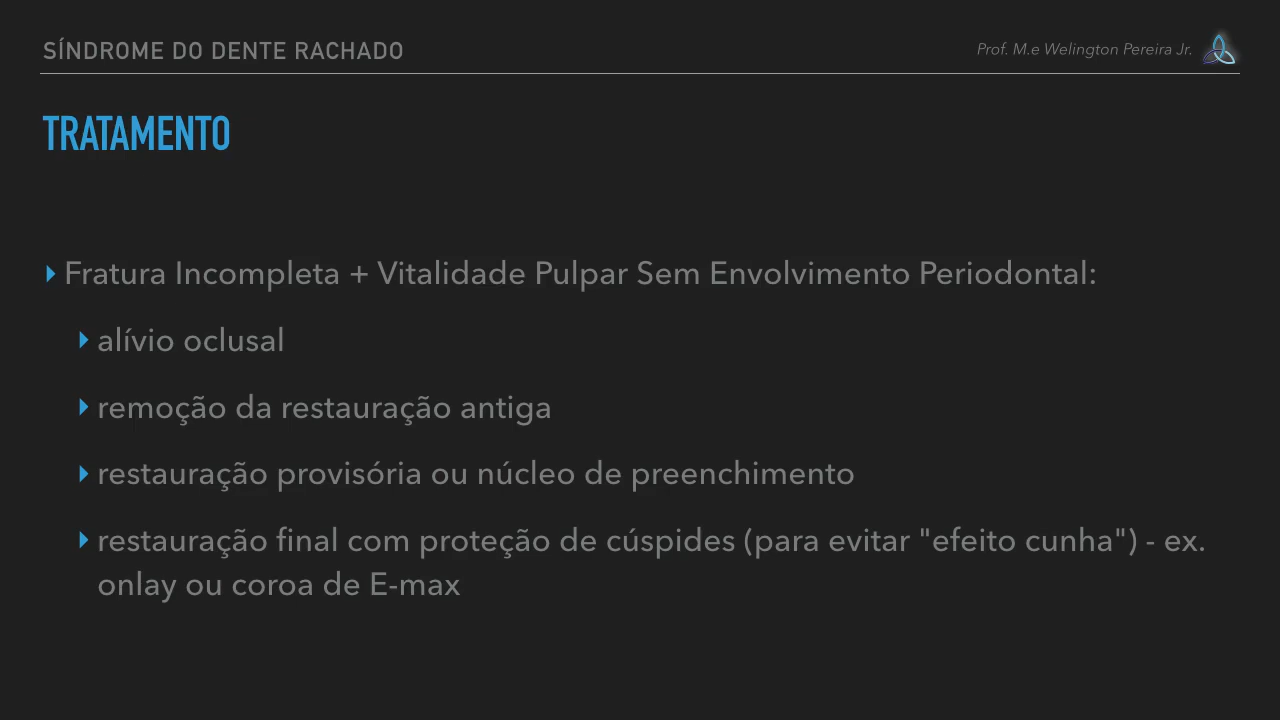 SÍNDROME DO DENTE RACHADO
Prof. M.e Welington Pereira Jr.
TRATAMENTO
Fratura Incompleta + Vitalidade Pulpar Sem Envolvimento Periodontal:
alívio oclusal
remoção da restauração antiga
restauração provisória ou núcleo de preenchimento
restauração final com proteção de cúspides (para evitar "efeito cunha") - ex.
onlay ou coroa de E-max